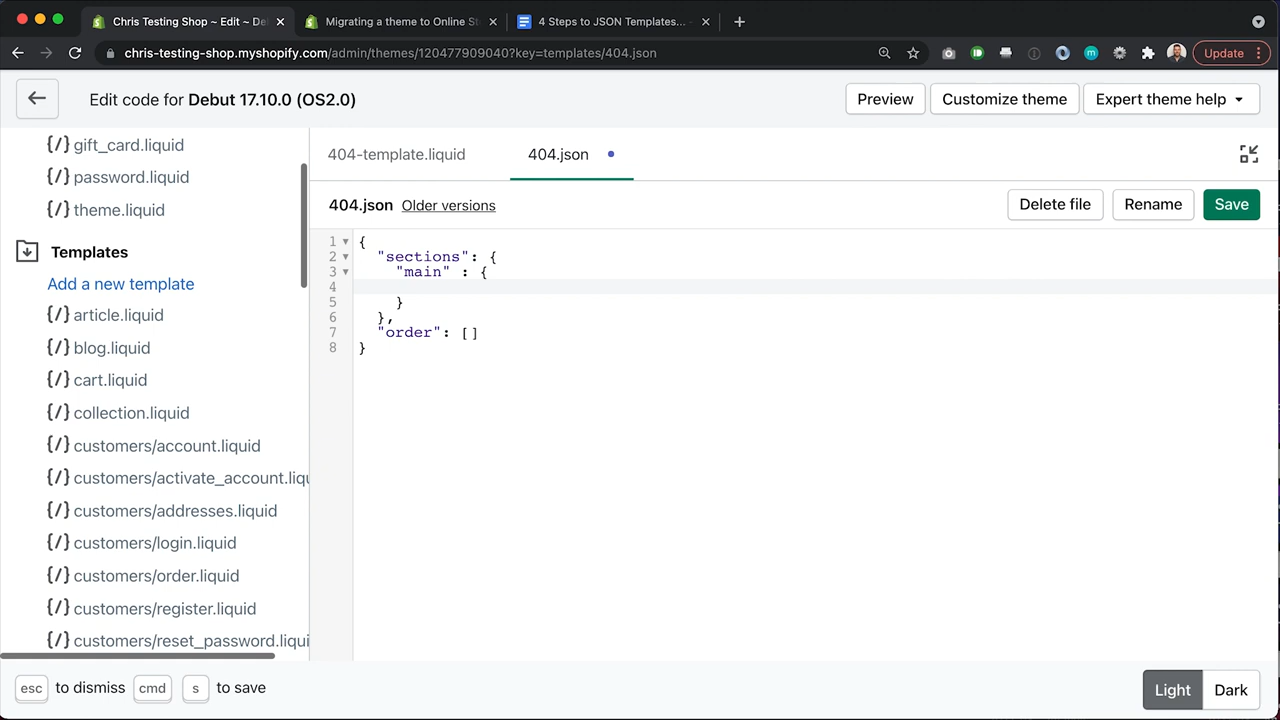 Chris Testing Shop ~ Edit ~ De
Migrating a theme to Online St
4 Steps to JSON Templates...
chris-testing-shop.myshopify.com/admin/themes/120477909040?key=templates/404.json
Update
Edit code for Debut 17.10.0 (OS2.0)
Preview
Customize theme
Expert theme help
{/} gift_card.liquid
{/} password.liquid
{/} theme.liquid
Templates
Add a new template
{/} article.liquid
{/} blog.liquid
{/} cart.liquid
{/} collection.liquid
{/} customers/account.liquid
{/} customers/activate_account.liqu
{/} customers/addresses.liquid
{/} customers/login.liquid
{/} customers/order.liquid
{/} customers/register.liquid
{/} customers/reset_password.liqui
404-template.liquid
404.json
404.json Older versions
Delete file
Rename
Save
1 {
2 "sections": {
3 "main" : {
4
5 }
6 },
7 "order": []
8 }
esc to dismiss cmd s to save
Light
Dark